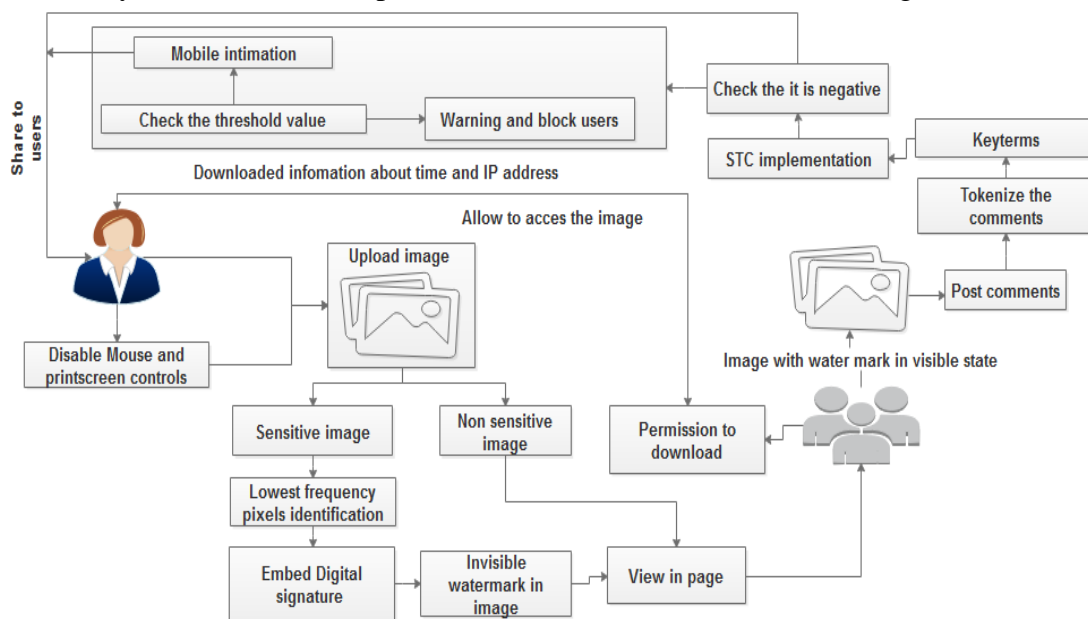 Mobile intimation
Check the threshold value
Warning and block users
Check the it is negative
STC implementation
Keyterms
Tokenize the
comments
Post comments
Share to
users
Downloaded infomation about time and IP address
Allow to acces the image
Upload image
Disable Mouse and
printscreen controls
Image with water mark in visible state
Sensitive image
Non sensitive
image
Permission to
download
Lowest frequency
pixels identification
Embed Digital
signature
Invisible
watermark in
image
View in page